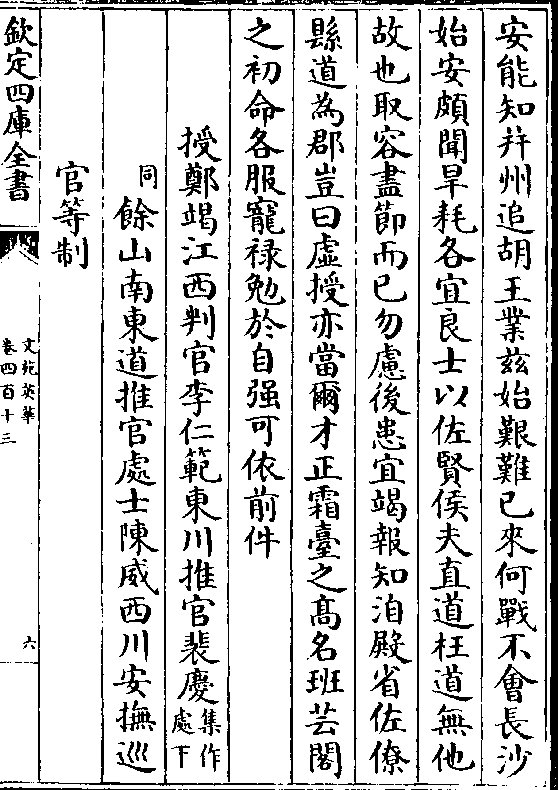 安能知幷州追胡王業兹始艱難已來何戰不會長沙
始安頗聞旱耗各宜良士以佐賢侯夫直道枉道無他
故也取容盡節而已勿慮後患宜竭報知洎殿省佐僚
縣道為郡豈曰虛授亦當爾才正霜臺之髙名班芸閣
之初命各服寵禄勉於自强可依前件
授鄭竭江西判官李仁範東川推官裴慶集作處下
同餘山南東道推官處士陳威西川安撫巡
官等制
欽定四庫全書
文苑英華
卷四百十三
六